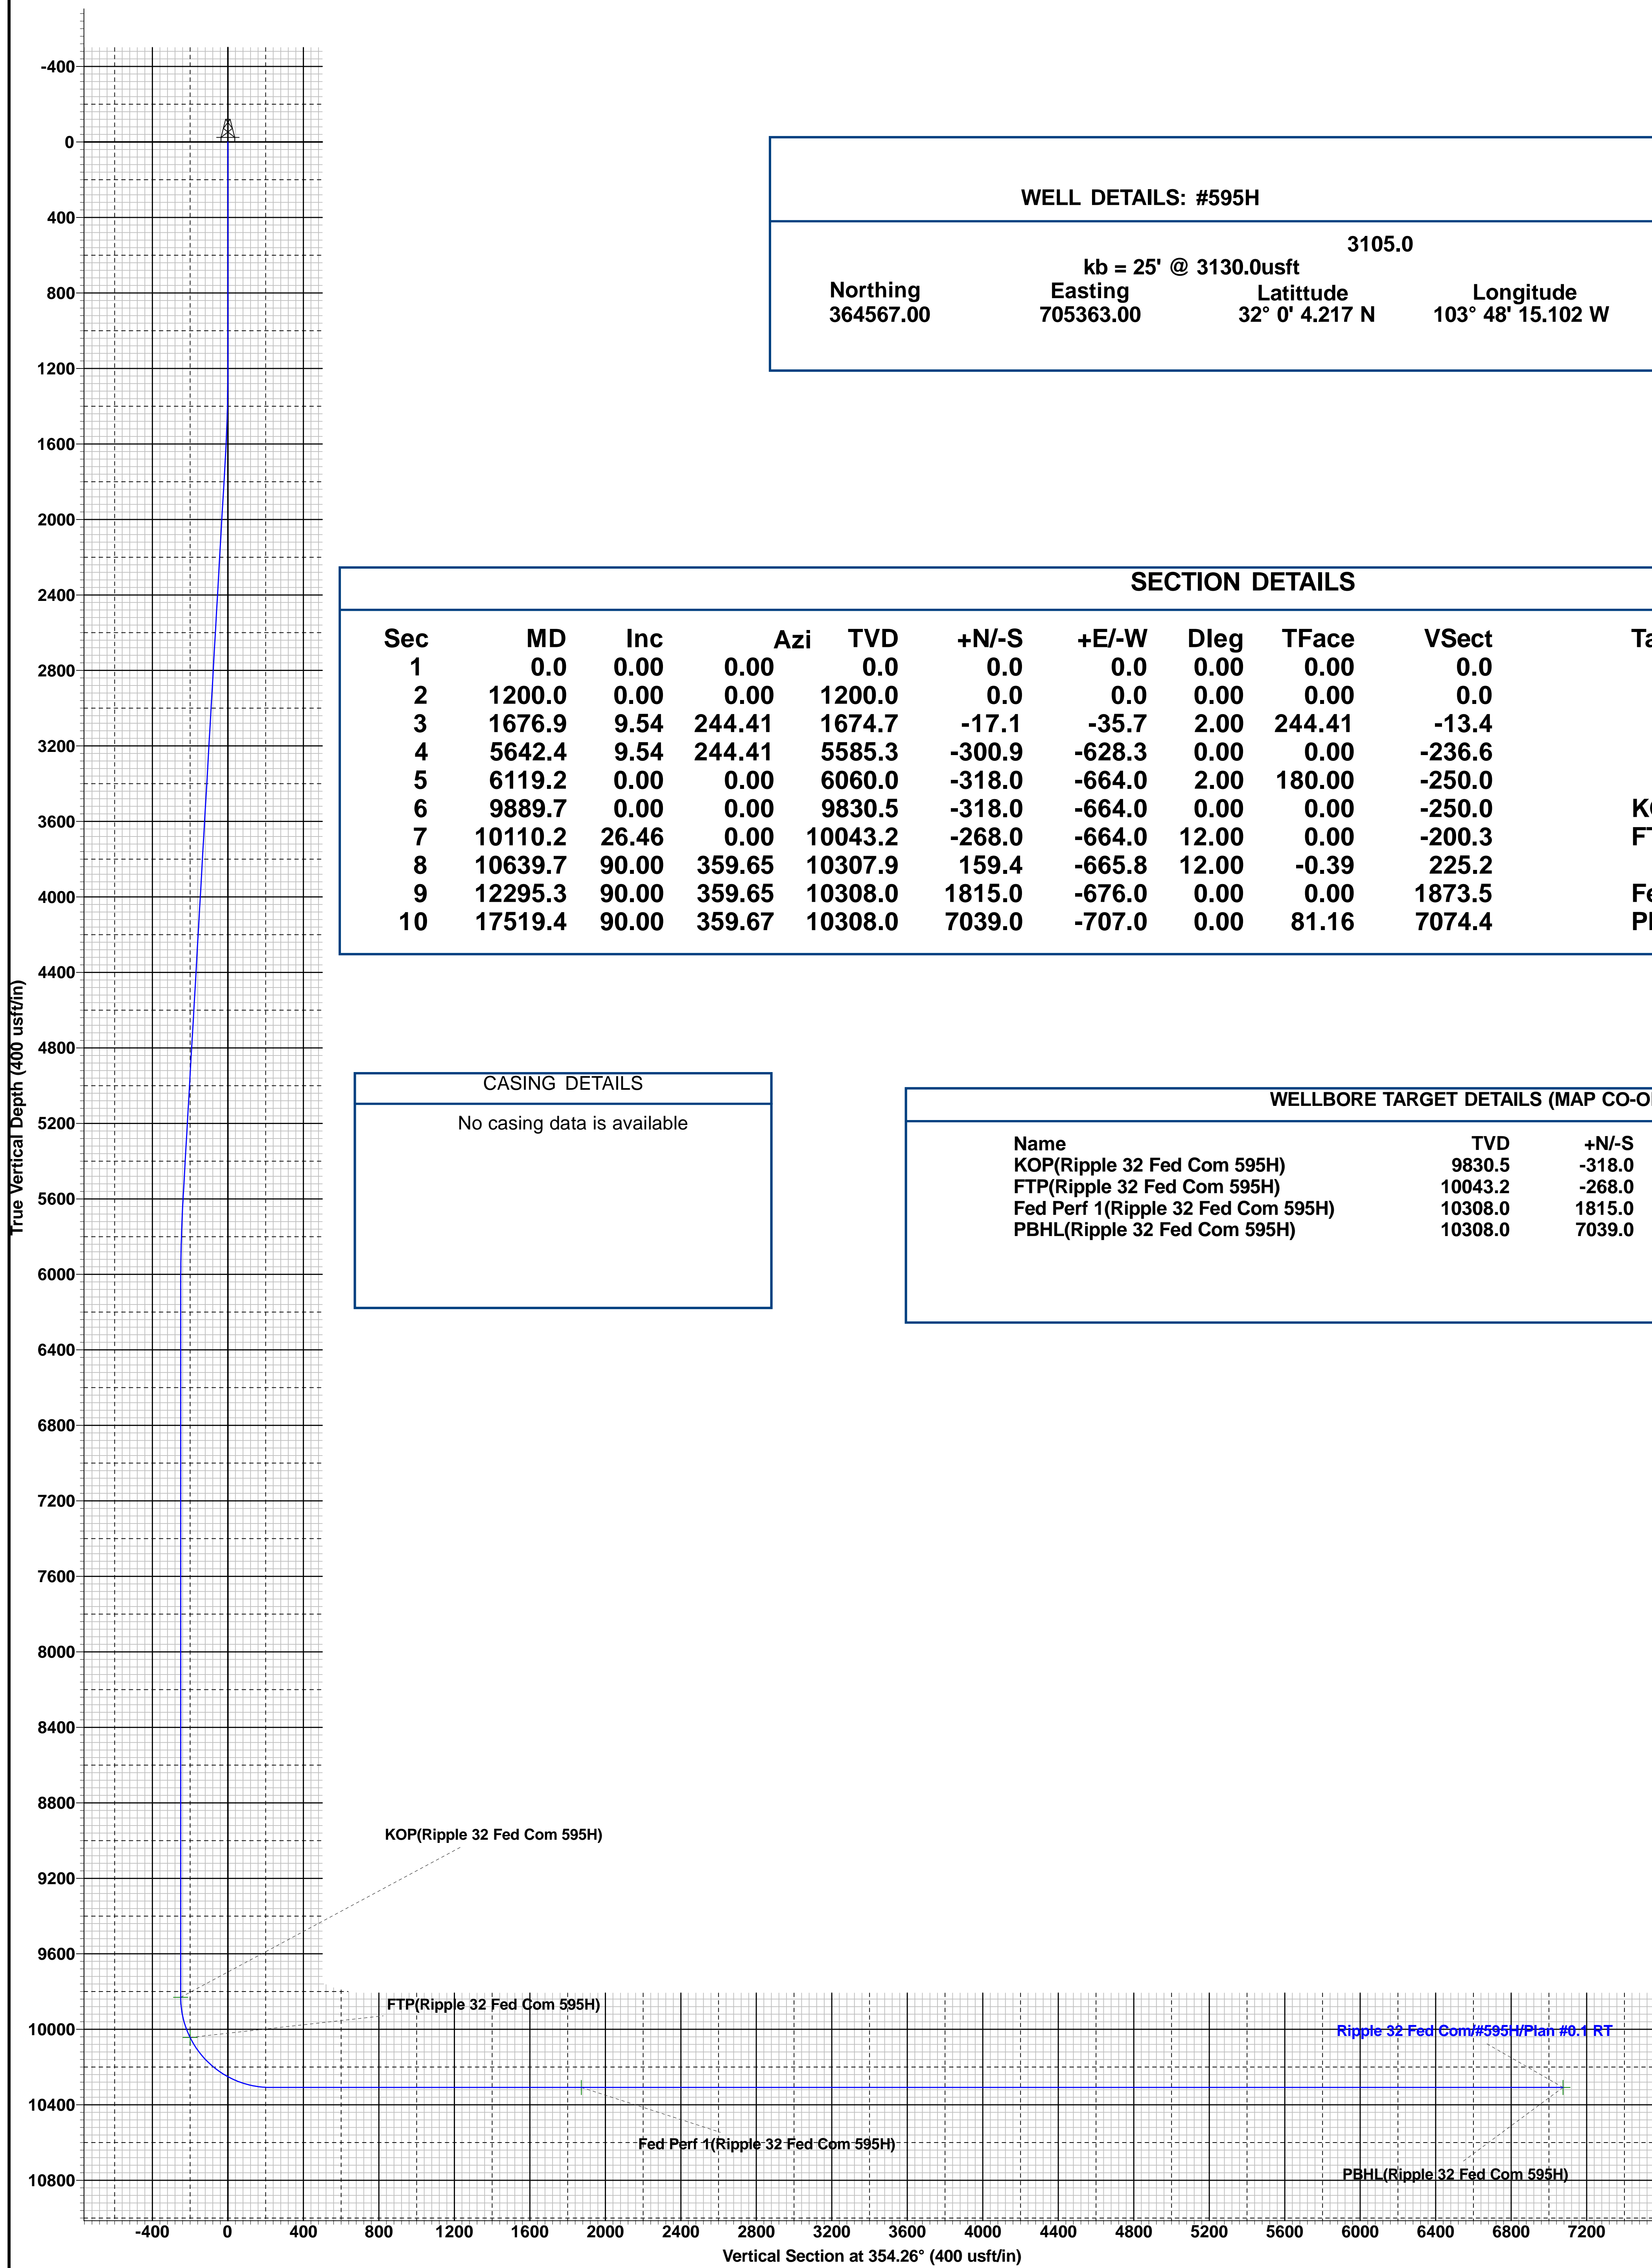 WELL DETAILS: #595H
3105.0
kb = 25' @ 3130.0usft
Northing Easting Latittude Longitude
364567.00 705363.00 32° 0' 4.217 N 103° 48' 15.102 W
SECTION DETAILS
Sec MD Inc Azi TVD +N/-S +E/-W Dleg TFace VSect Ta
1 0.0 0.00 0.00 0.0 0.0 0.0 0.00 0.00 0.0
2 1200.0 0.00 0.00 1200.0 0.0 0.0 0.00 0.00 0.0
3 1676.9 9.54 244.41 1674.7 -17.1 -35.7 2.00 244.41 -13.4
4 5642.4 9.54 244.41 5585.3 -300.9 -628.3 0.00 0.00 -236.6
5 6119.2 0.00 0.00 6060.0 -318.0 -664.0 2.00 180.00 -250.0
6 9889.7 0.00 0.00 9830.5 -318.0 -664.0 0.00 0.00 -250.0 KO
7 10110.2 26.46 0.00 10043.2 -268.0 -664.0 12.00 0.00 -200.3 FT
8 10639.7 90.00 359.65 10307.9 159.4 -665.8 12.00 -0.39 225.2
9 12295.3 90.00 359.65 10308.0 1815.0 -676.0 0.00 0.00 1873.5 Fe
10 17519.4 90.00 359.67 10308.0 7039.0 -707.0 0.00 81.16 7074.4 PB
CASING DETAILS
No casing data is available
WELLBORE TARGET DETAILS (MAP CO-O
Name TVD +N/-S
KOP(Ripple 32 Fed Com 595H) 9830.5 -318.0
FTP(Ripple 32 Fed Com 595H) 10043.2 -268.0
Fed Perf 1(Ripple 32 Fed Com 595H) 10308.0 1815.0
PBHL(Ripple 32 Fed Com 595H) 10308.0 7039.0
True Vertical Depth (400 usft/in)
-400
0
400
800
1200
1600
2000
2400
2800
3200
3600
4000
4400
4800
5200
5600
6000
6400
6800
7200
7600
8000
8400
8800
9200
9600
10000
10400
10800
KOP(Ripple 32 Fed Com 595H)
FTP(Ripple 32 Fed Com 595H)
Ripple 32 Fed Com/#595H/Plan #0.1 RT
Fed Perf 1(Ripple 32 Fed Com 595H)
PBHL(Ripple 32 Fed Com 595H)
-400 0 400 800 1200 1600 2000 2400 2800 3200 3600 4000 4400 4800 5200 5600 6000 6400 6800 7200
Vertical Section at 354.26° (400 usft/in)